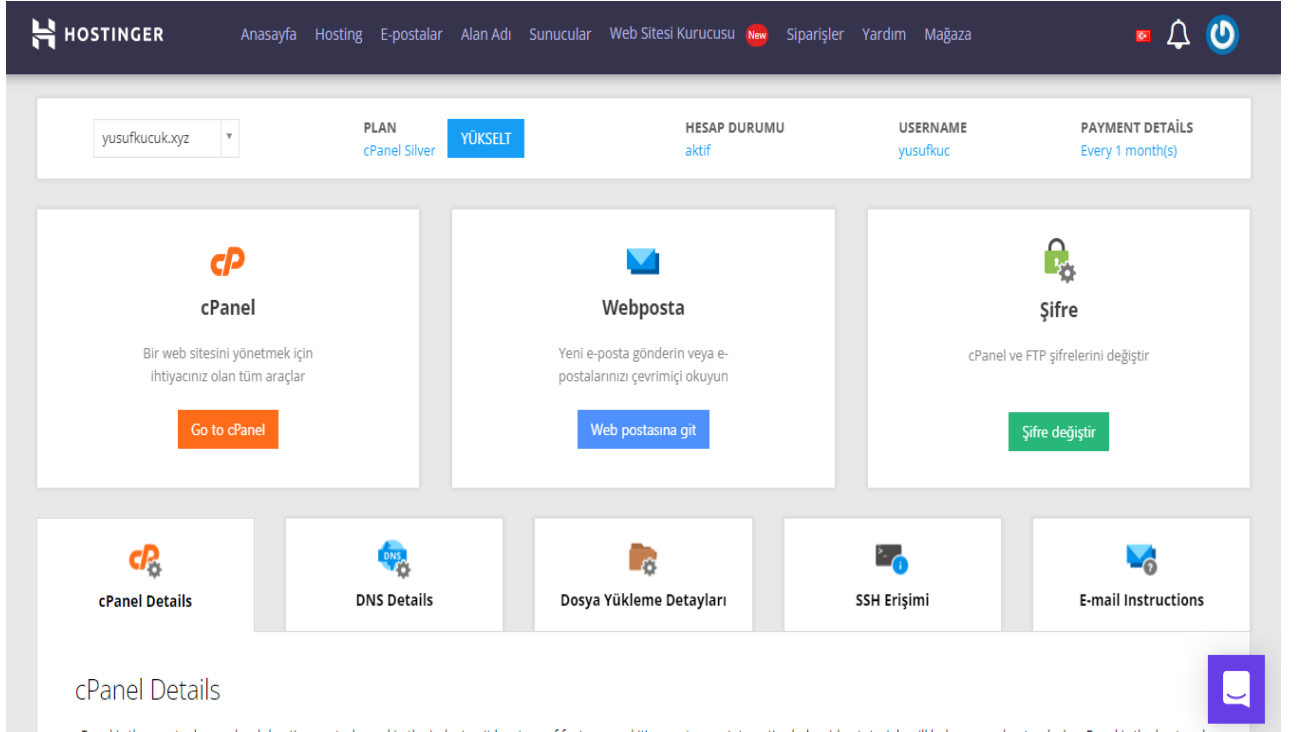 HOSTINGER Anasayfa Hosting E-postalar Alan Adı Sunucular Web Sitesi Kurucusu New Siparişler Yardım Mağaza
yusufkucuk.xyz
PLAN
cPanel Silver
YÜKSELT
HESAP DURUMU
aktif
USERNAME
yusufkuc
PAYMENT DETAİLS
Every 1 month(s)
cP
cPanel
Bir web sitesini yönetmek için
ihtiyacınız olan tüm araçlar
Go to cPanel
Webposta
Yeni e-posta gönderin veya e-
postalarınızı çevrimiçi okuyun
Web postasına git
Şifre
cPanel ve FTP şifrelerini değiştir
Şifre değiştir
cPanel Details
DNS
DNS Details
Dosya Yükleme Detayları
SSH Erişimi
E-mail Instructions
cPanel Details